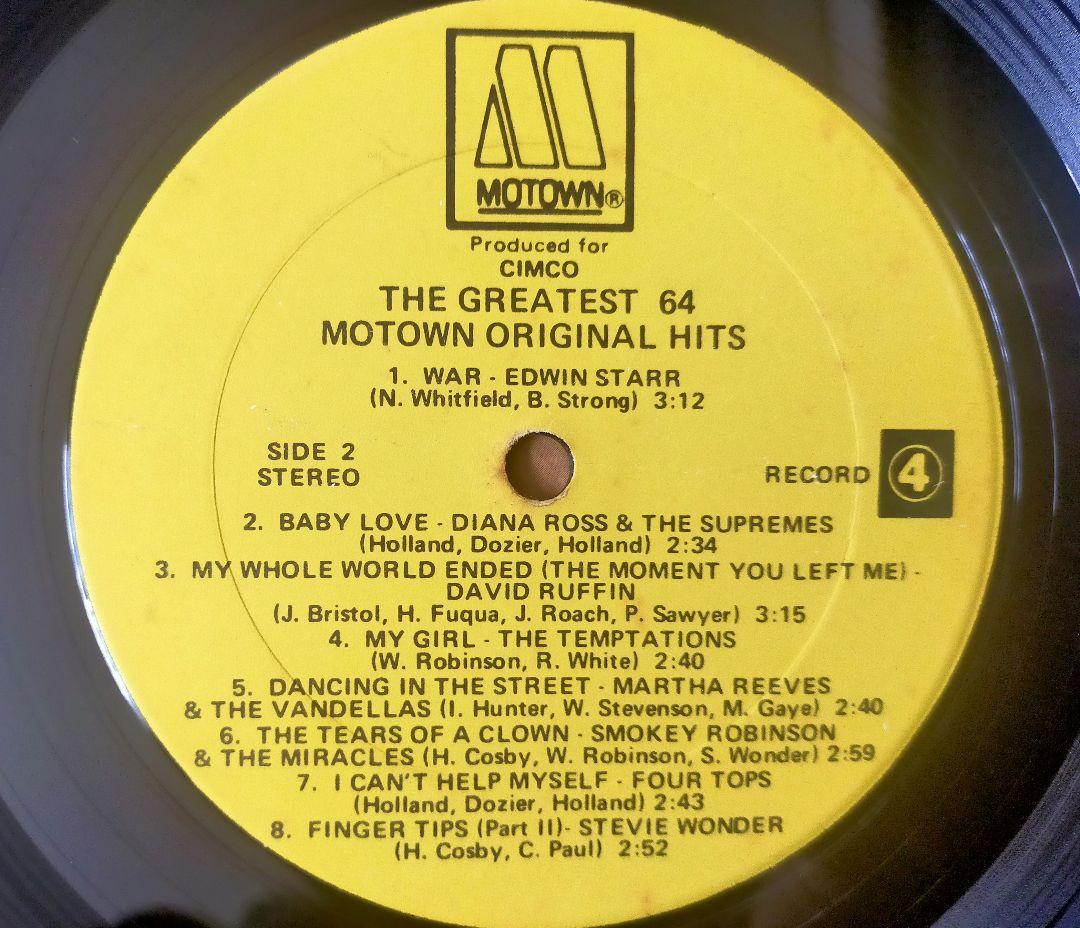 MOTOWN®
Produced for
CIMCO
THE GREATEST 64
MOTOWN ORIGINAL HITS
1. WAR - EDWIN STARR
(N. Whitfield, B. Strong) 3:12
SIDE 2
STEREO
RECORD 4
2. BABY LOVE - DIANA ROSS & THE SUPREMES
(Holland, Dozier, Holland) 2:34
3. MY WHOLE WORLD ENDED (THE MOMENT YOU LEFT ME) -
DAVID RUFFIN
(J. Bristol, H. Fuqua, J. Roach, P. Sawyer) 3:15
4. MY GIRL - THE TEMPTATIONS
(W. Robinson, R. White) 2:40
5. DANCING IN THE STREET - MARTHA REEVES
& THE VANDELLAS (I. Hunter, W. Stevenson, M. Gaye) 2:40
6. THE TEARS OF A CLOWN - SMOKEY ROBINSON
& THE MIRACLES (H. Cosby, W. Robinson, S. Wonder) 2:59
7. I CAN'T HELP MYSELF - FOUR TOPS
(Holland, Dozier, Holland) 2:43
8. FINGER TIPS (Part II)- STEVIE WONDER
(H. Cosby, C. Paul) 2:52